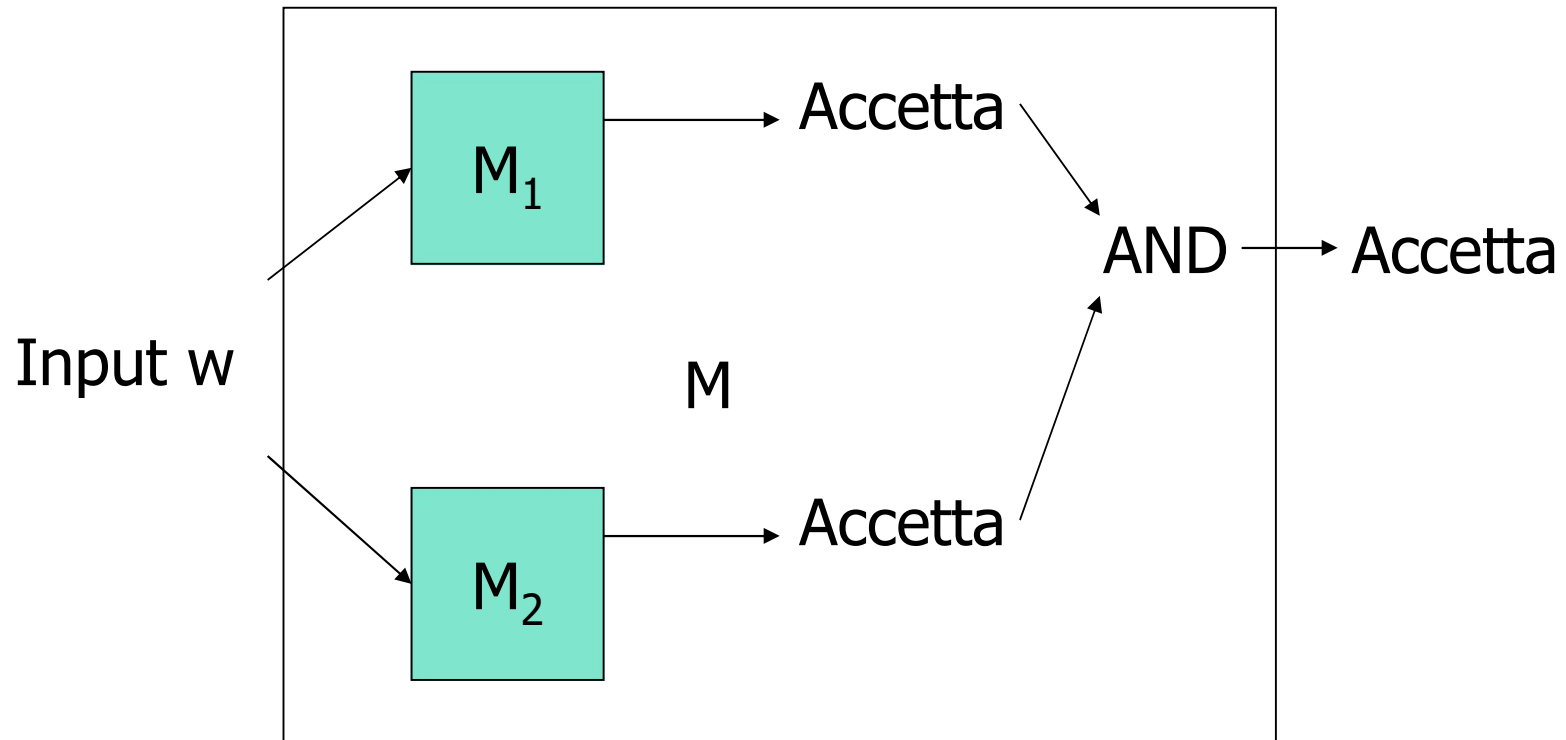 Accetta
M₁
AND
Accetta
Input w
M
Accetta
M₂